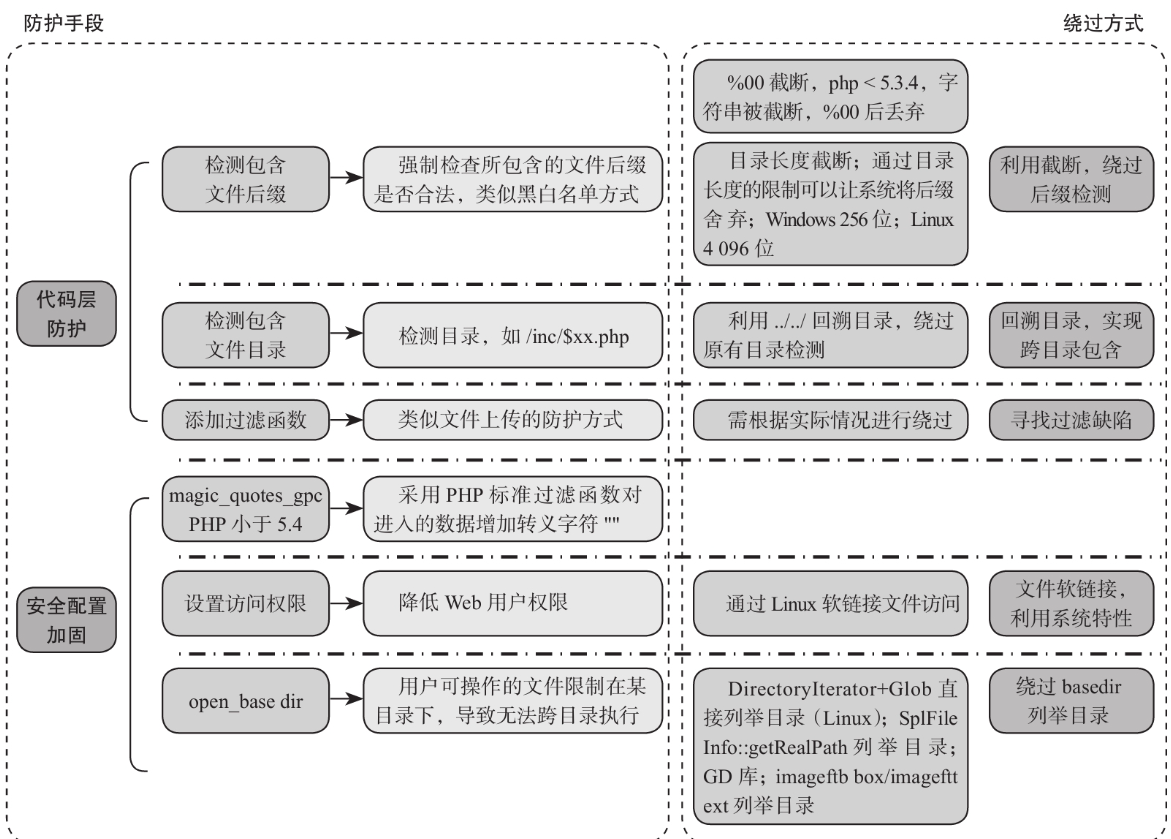 防护手段
绕过方式
%00 截断，php < 5.3.4，字
符串被截断，%00 后丢弃
检测包含
文件后缀
强制检查所包含的文件后缀
是否合法，类似黑白名单方式
目录长度截断；通过目录
长度的限制可以让系统将后缀
舍 弃；Windows 256 位；Linux
4 096 位
利用截断，绕过
后缀检测
代码层
防护
检测包含
文件目录
检测目录，如 /inc/$xx.php
利用 ../../ 回溯目录，绕过
原有目录检测
回溯目录，实现
跨目录包含
添加过滤函数
类似文件上传的防护方式
需根据实际情况进行绕过
寻找过滤缺陷
magic_quotes_gpc
PHP 小于 5.4
采用 PHP 标准过滤函数对
进入的数据增加转义字符 ""
安全配置
加固
设置访问权限
降低 Web 用户权限
通过 Linux 软链接文件访问
文件软链接，
利用系统特性
open_base dir
用户可操作的文件限制在某
目录下，导致无法跨目录执行
DirectoryIterator+Glob 直
接列举目录（Linux）；SplFile
Info::getRealPath 列 举 目 录；
GD 库；imageftb box/imageftt
ext 列举目录
绕过 basedir
列举目录